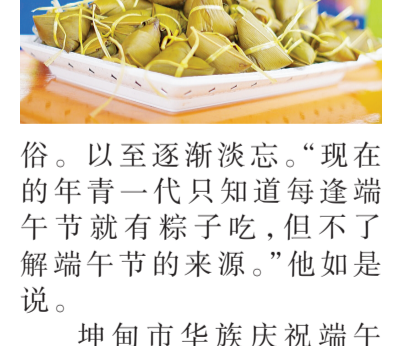 俗。以至逐渐淡忘。“现在
的年青一代只知道每逢端
午节就有粽子吃，但不了
解端午节的来源。”他如是
说。
坤甸市华族庆祝端午